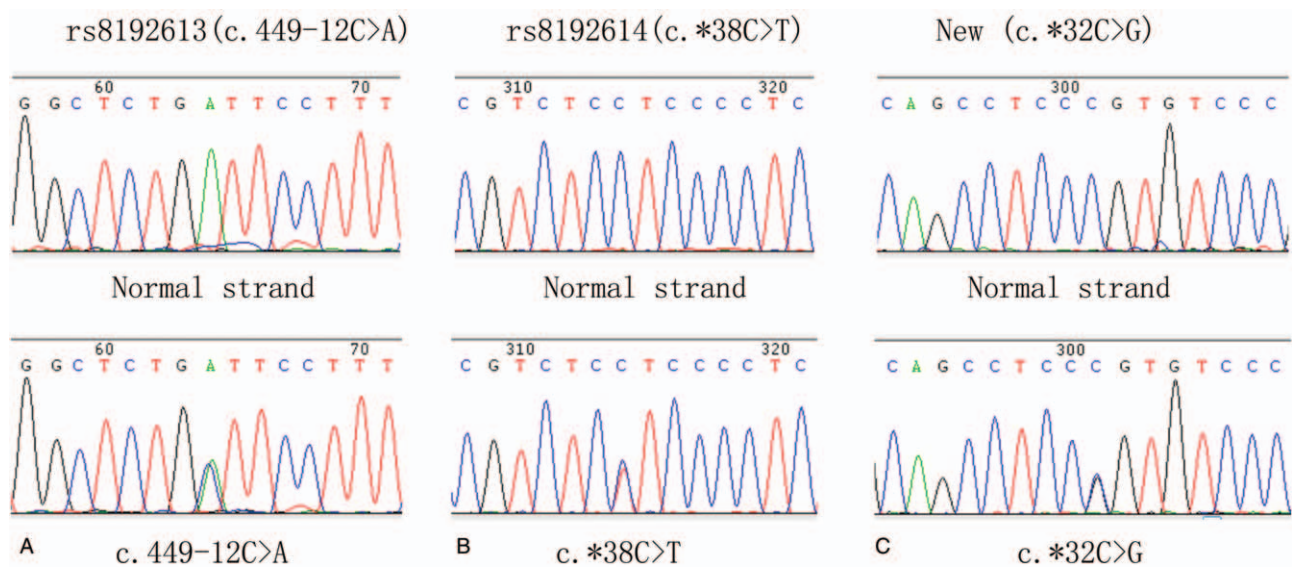 rs8192613(c.449-12C>A)
rs8192614(c.*38C>T)
New (c.*32C>G)
60 70
G G C T C T G A T T C C T T T
310 320
C G T C T C C T C C C C T C
300
C A G C C T C C C G T G T C C C
Normal strand
Normal strand
Normal strand
60 70
G G C T C T G A T T C C T T T
310 320
C G T C T C C T C C C C T C
300
C A G C C T C C C G T G T C C C
A
c.449-12C>A
B
c.*38C>T
C
c.*32C>G